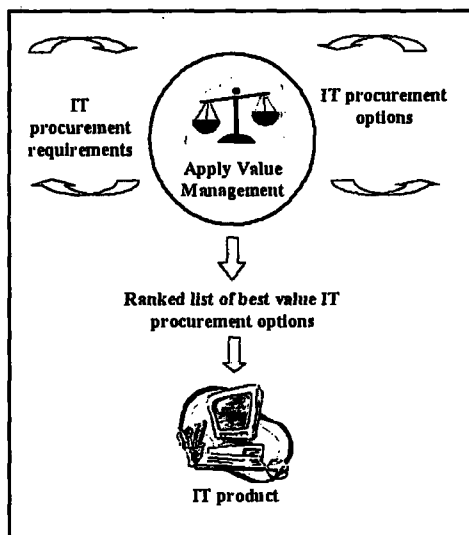 IT
procurement
requirements
IT procurement
options
Apply Value
Management
Ranked list of best value IT
procurement options
IT product